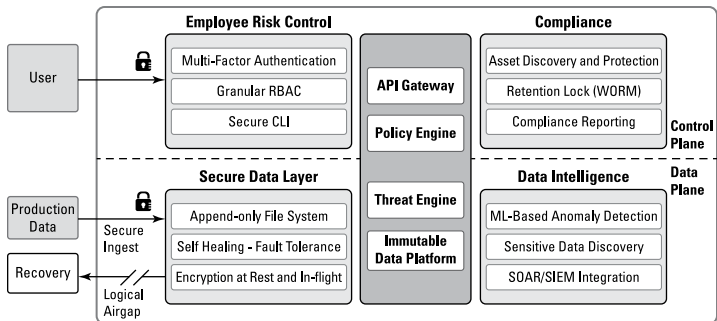 Employee Risk Control
Compliance
User
Multi-Factor Authentication
Granular RBAC
Secure CLI
API Gateway
Policy Engine
Asset Discovery and Protection
Retention Lock (WORM)
Compliance Reporting
Control
Plane
Secure Data Layer
Data Intelligence
Data
Plane
Production
Data
Secure
Ingest
Append-only File System
Self Healing - Fault Tolerance
Encryption at Rest and In-flight
Threat Engine
Immutable
Data Platform
ML-Based Anomaly Detection
Sensitive Data Discovery
SOAR/SIEM Integration
Recovery
Logical
Airgap